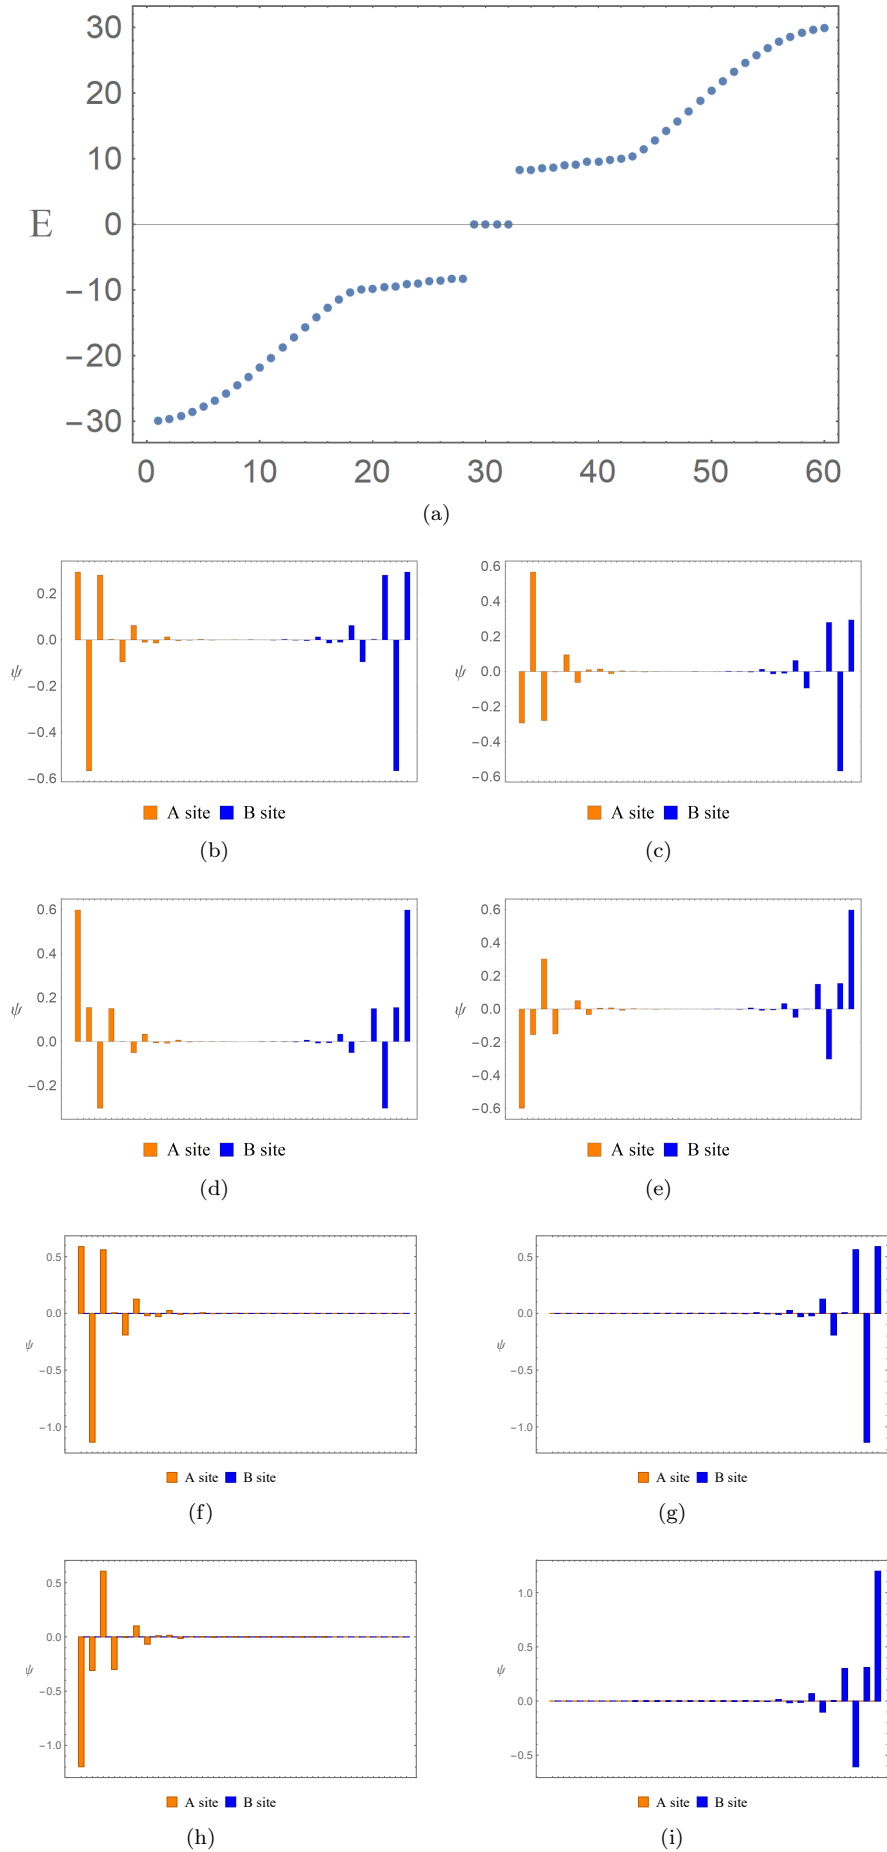 30
20
10
E 0
−10
−20
−30
0 10 20 30 40 50 60
(a)
0.2
0.0
ψ −0.2
−0.4
−0.6
A site B site
(b)
0.6
0.4
0.2
ψ 0.0
−0.2
−0.4
−0.6
A site B site
(c)
0.6
0.4
ψ 0.2
0.0
−0.2
A site B site
(d)
0.6
0.4
0.2
ψ 0.0
−0.2
−0.4
−0.6
A site B site
(e)
0.5
0.0
ψ
−0.5
−1.0
A site B site
(f)
0.5
0.0
ψ
−0.5
−1.0
A site B site
(g)
0.5
0.0
ψ
−0.5
−1.0
A site B site
(h)
1.0
0.5
ψ
0.0
−0.5
A site B site
(i)